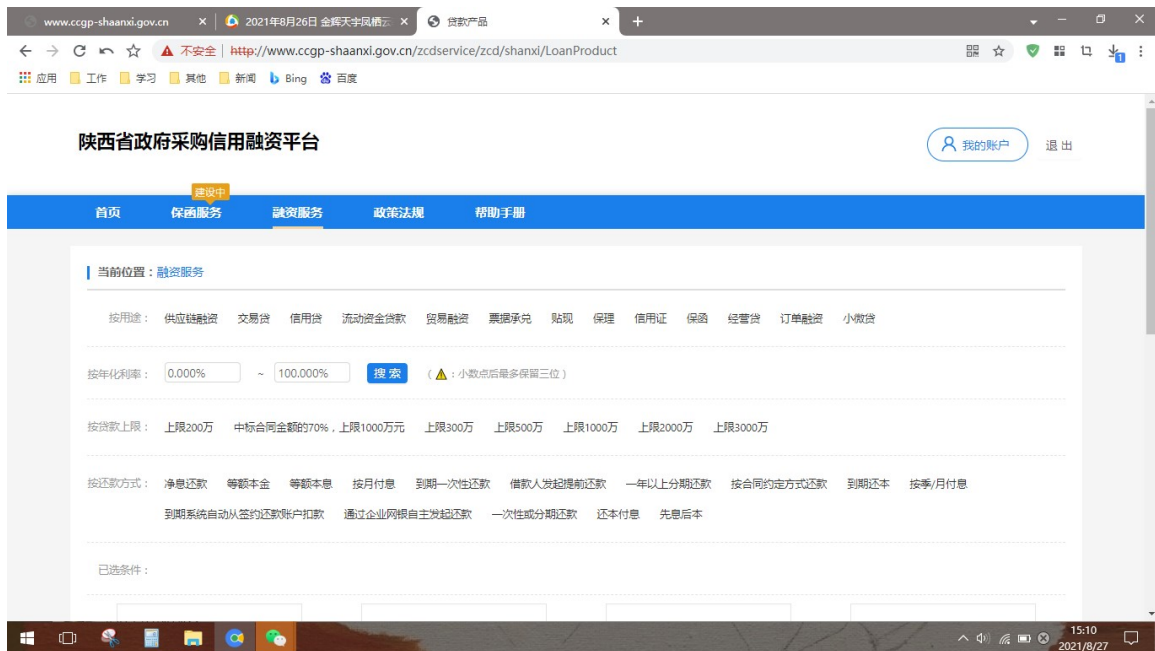 www.ccgp-shaanxi.gov.cn
2021年8月26日 金辉天宇凤栖云
贷款产品
不安全 | http://www.ccgp-shaanxi.gov.cn/zcdservice/zcd/shanxi/LoanProduct
应用 工作 学习 其他 新闻 Bing 百度
陕西省政府采购信用融资平台
我的账户 退出
建设中
首页 保函服务 融资服务 政策法规 帮助手册
当前位置：融资服务
按用途： 供应链融资 交易贷 信用贷 流动资金贷款 贸易融资 票据承兑 贴现 保理 信用证 保函 经营贷 订单融资 小微贷
按年化利率： 0.000% ~ 100.000% 搜索 （ ：小数点后最多保留三位）
按贷款上限： 上限200万 中标合同金额的70%，上限1000万元 上限300万 上限500万 上限1000万 上限2000万 上限3000万
按还款方式： 净息还款 等额本金 等额本息 按月付息 到期一次性还款 借款人发起提前还款 一年以上分期还款 按合同约定方式还款 到期还本 按季/月付息
到期系统自动从签约还款账户扣款 通过企业网银自主发起还款 一次性或分期还款 还本付息 先息后本
已选条件：
15:10
2021/8/27